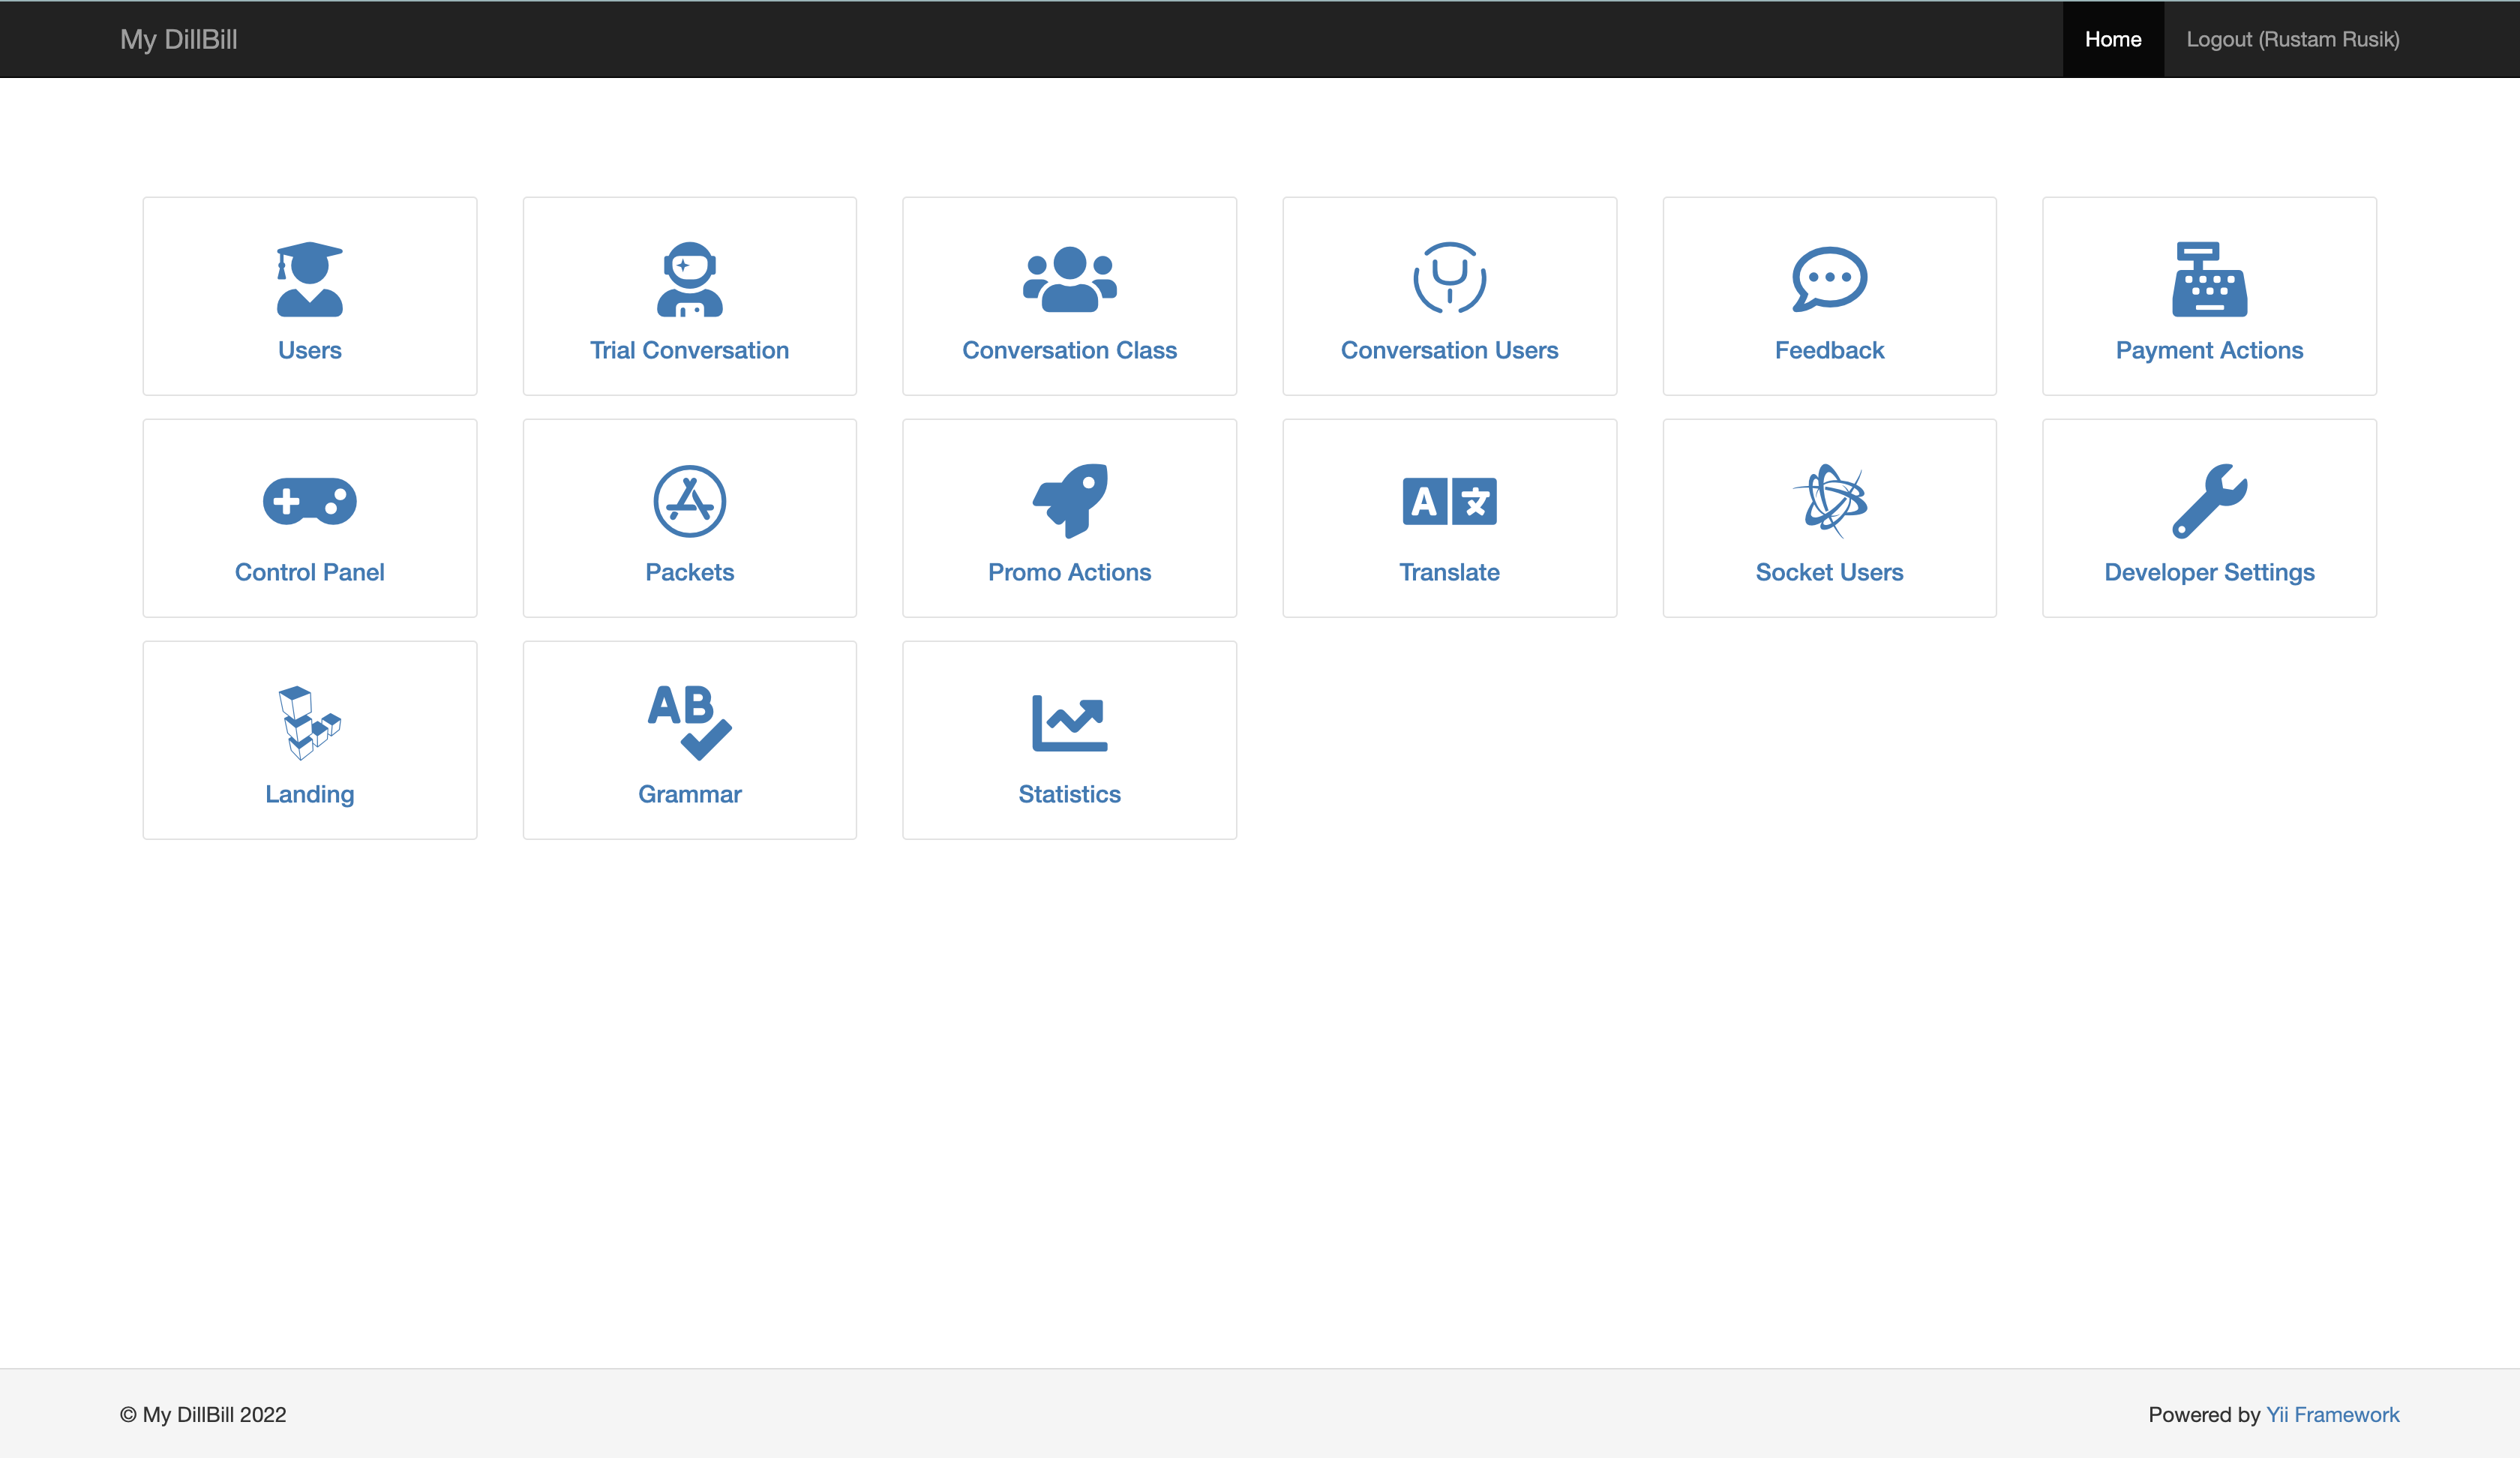 My DillBill
Home
Logout (Rustam Rusik)
Users
Trial Conversation
Conversation Class
Conversation Users
Feedback
Payment Actions
Control Panel
Packets
Promo Actions
A 文
Translate
Socket Users
Developer Settings
Landing
AB
Grammar
Statistics
© My DillBill 2022
Powered by Yii Framework